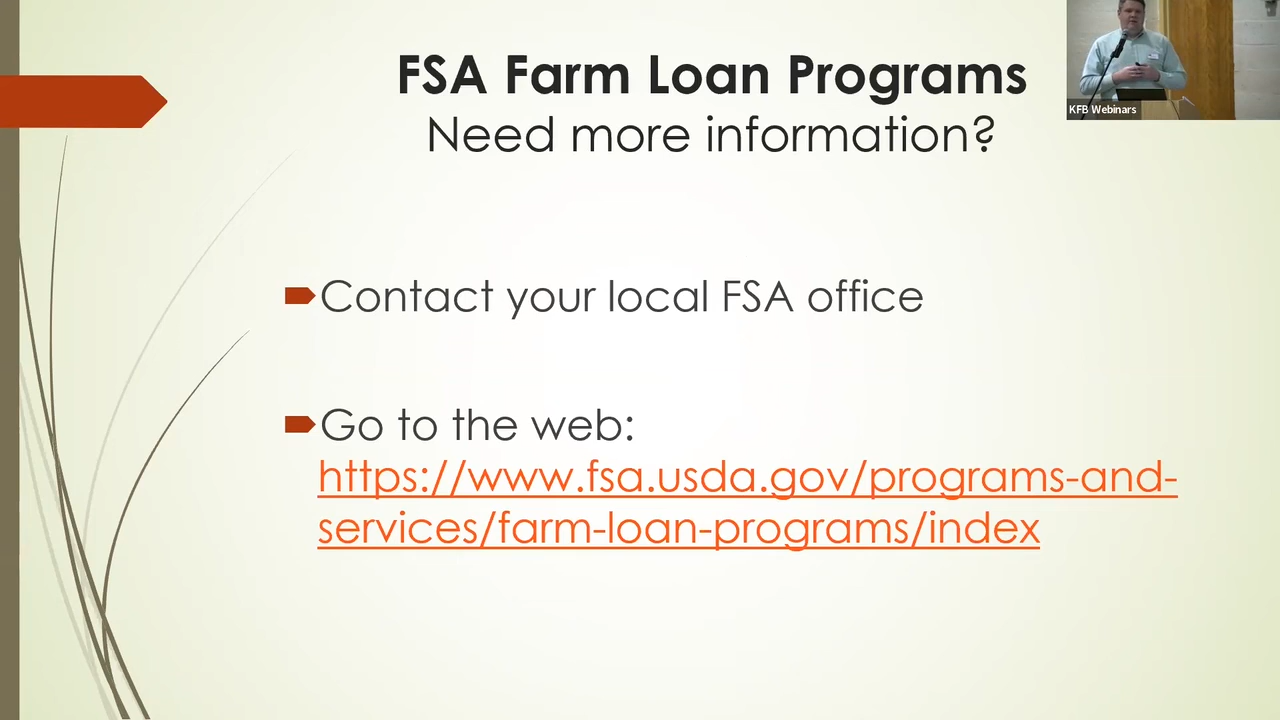 FSA Farm Loan Programs
Need more information?
KFB Webinars
Contact your local FSA office
Go to the web:
https://www.fsa.usda.gov/programs-and-
services/farm-loan-programs/index